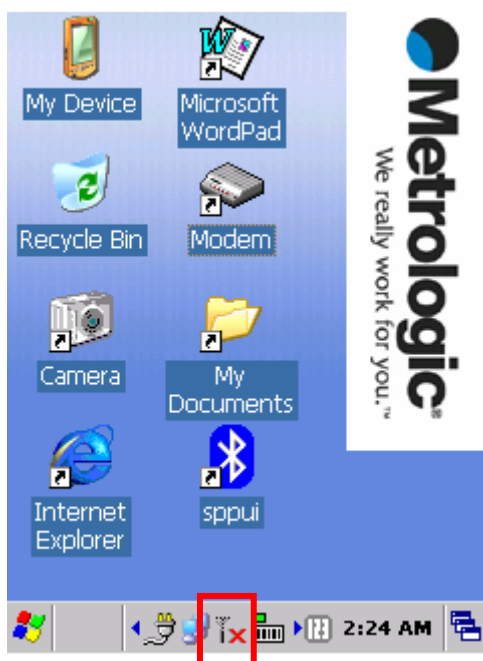 My Device
Microsoft
WordPad
Recycle Bin
Modem
Camera
My
Documents
Internet
Explorer
sppui
Metrologic®
We really work for you.™
2:24 AM